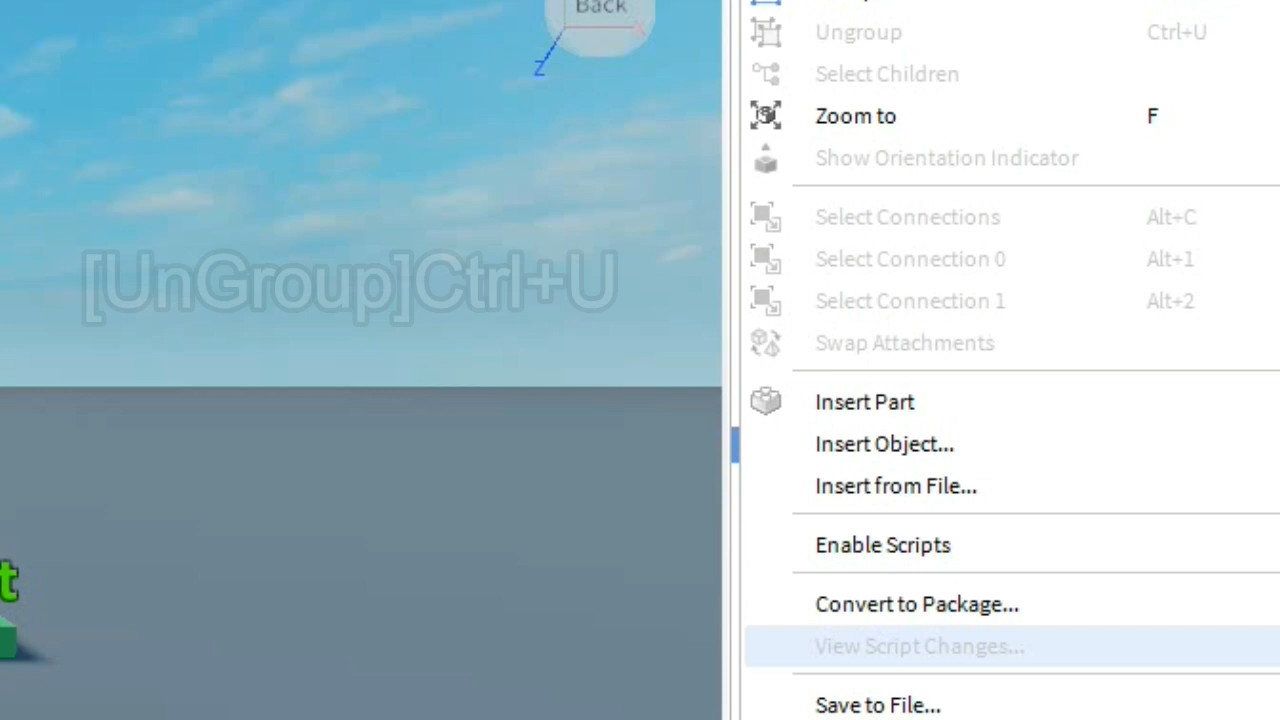 Back
Z
[UnGroup]Ctrl+U
t
Ungroup Ctrl+U
Select Children
Zoom to F
Show Orientation Indicator
Select Connections Alt+C
Select Connection 0 Alt+1
Select Connection 1 Alt+2
Swap Attachments
Insert Part
Insert Object...
Insert from File...
Enable Scripts
Convert to Package...
View Script Changes...
Save to File...